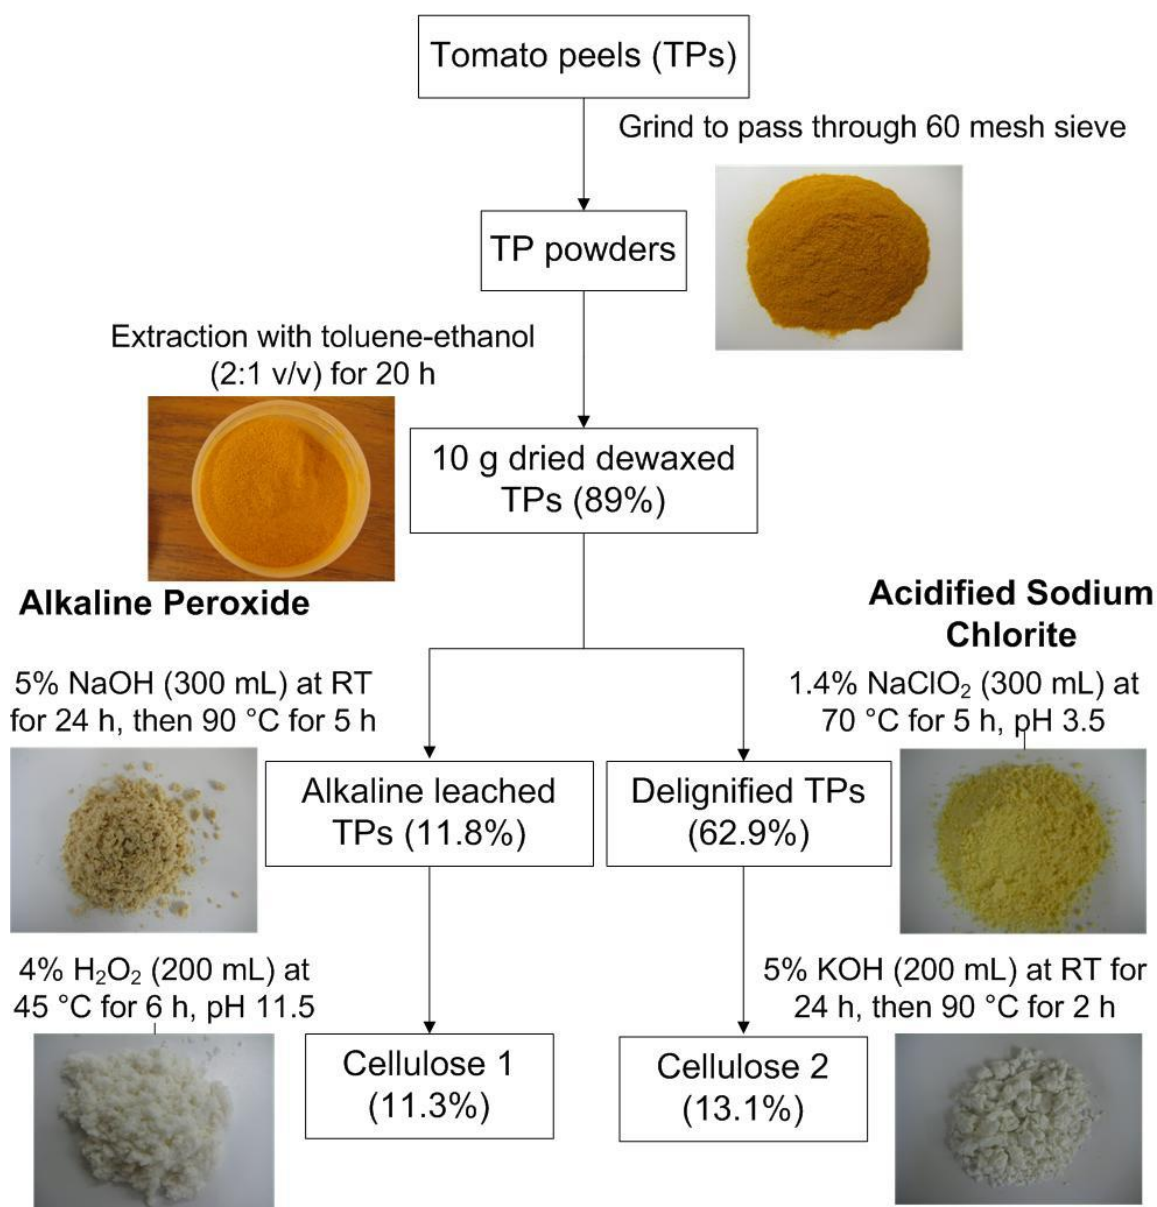 Tomato peels (TPs)
Grind to pass through 60 mesh sieve
TP powders
Extraction with toluene-ethanol
(2:1 v/v) for 20 h
10 g dried dewaxed
TPs (89%)
Alkaline Peroxide
5% NaOH (300 mL) at RT
for 24 h, then 90 °C for 5 h
Alkaline leached
TPs (11.8%)
4% H₂O₂ (200 mL) at
45 °C for 6 h, pH 11.5
Cellulose 1
(11.3%)
Acidified Sodium
Chlorite
1.4% NaClO₂ (300 mL) at
70 °C for 5 h, pH 3.5
Delignified TPs
(62.9%)
5% KOH (200 mL) at RT for
24 h, then 90 °C for 2 h
Cellulose 2
(13.1%)